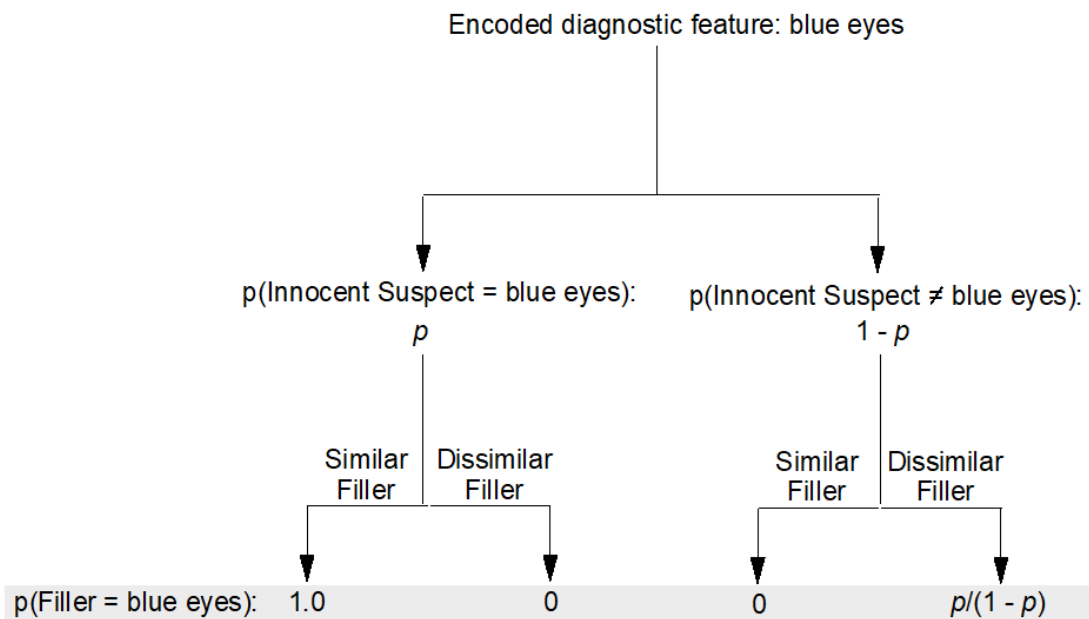 Encoded diagnostic feature: blue eyes
p(Innocent Suspect = blue eyes):
p
p(Innocent Suspect ≠ blue eyes):
1 - p
Similar
Filler
Dissimilar
Filler
Similar
Filler
Dissimilar
Filler
p(Filler = blue eyes): 1.0 0 0 p/(1 - p)